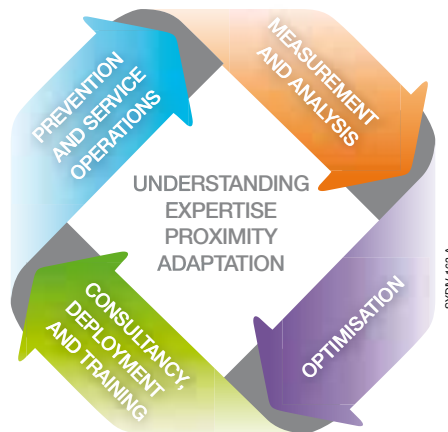 PREVENTION
AND SERVICE
OPERATIONS
MEASUREMENT
AND ANALYSIS
UNDERSTANDING
EXPERTISE
PROXIMITY
ADAPTATION
OPTIMISATION
CONSULTANCY,
DEPLOYMENT
AND TRAINING